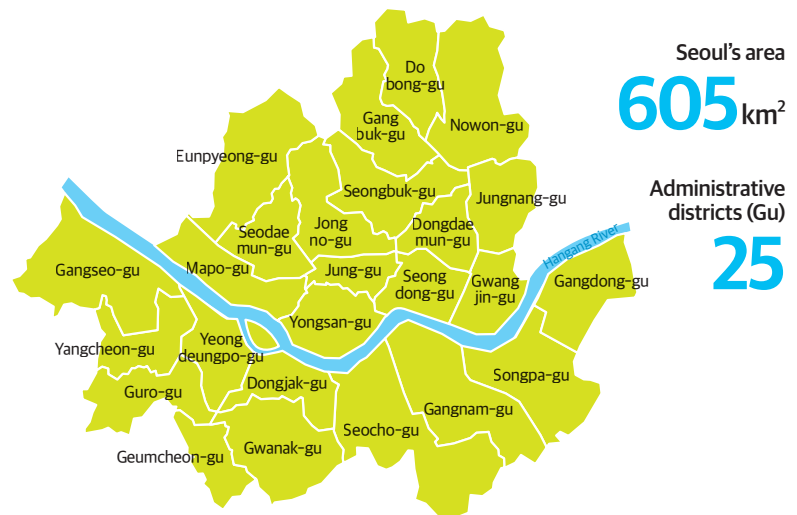 Seoul's area
605 km²
Administrative
districts (Gu)
25
Do
bong-gu
Nowon-gu
Gang
buk-gu
Eunpyeong-gu
Seongbuk-gu
Jungnang-gu
Seodae
mun-gu
Jong
no-gu
Dongdae
mun-gu
Hangang River
Gangseo-gu
Mapo-gu
Jung-gu
Seong
dong-gu
Gwang
jin-gu
Gangdong-gu
Yongsan-gu
Yangcheon-gu
Yeong
deungpo-gu
Songpa-gu
Guro-gu
Dongjak-gu
Gangnam-gu
Seocho-gu
Geumcheon-gu
Gwanak-gu